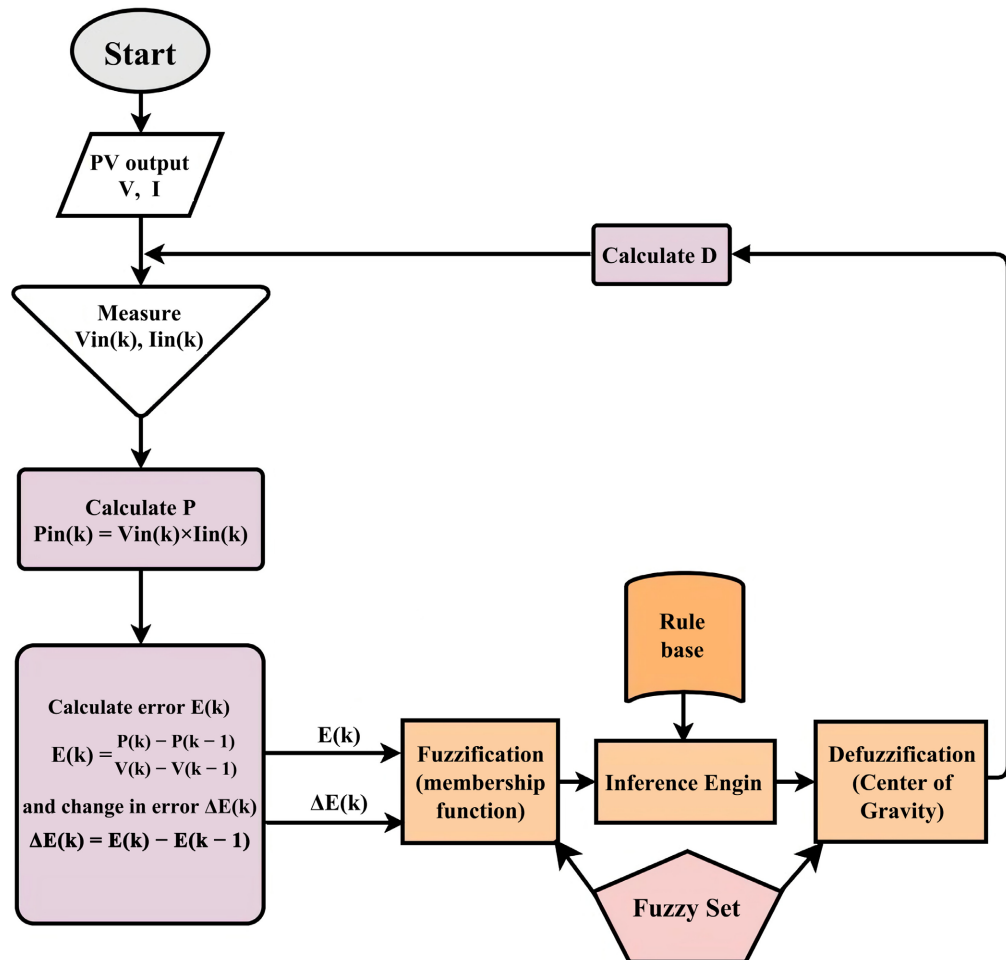 Start
PV output
V, I
Calculate D
Measure
Vin(k), Iin(k)
Calculate P
Pin(k) = Vin(k)×Iin(k)
Calculate error E(k)
E(k) = P(k) − P(k − 1)
V(k) − V(k − 1)
and change in error ΔE(k)
ΔE(k) = E(k) − E(k − 1)
E(k)
ΔE(k)
Fuzzification
(membership
function)
Rule
base
Inference Engin
Defuzzification
(Center of
Gravity)
Fuzzy Set